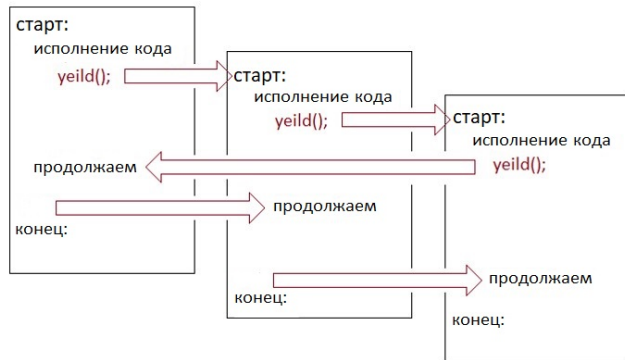 старт:
исполнение кода
yeild();
продолжаем
конец:
старт:
исполнение кода
yeild();
продолжаем
конец:
старт:
исполнение кода
yeild();
продолжаем
конец: